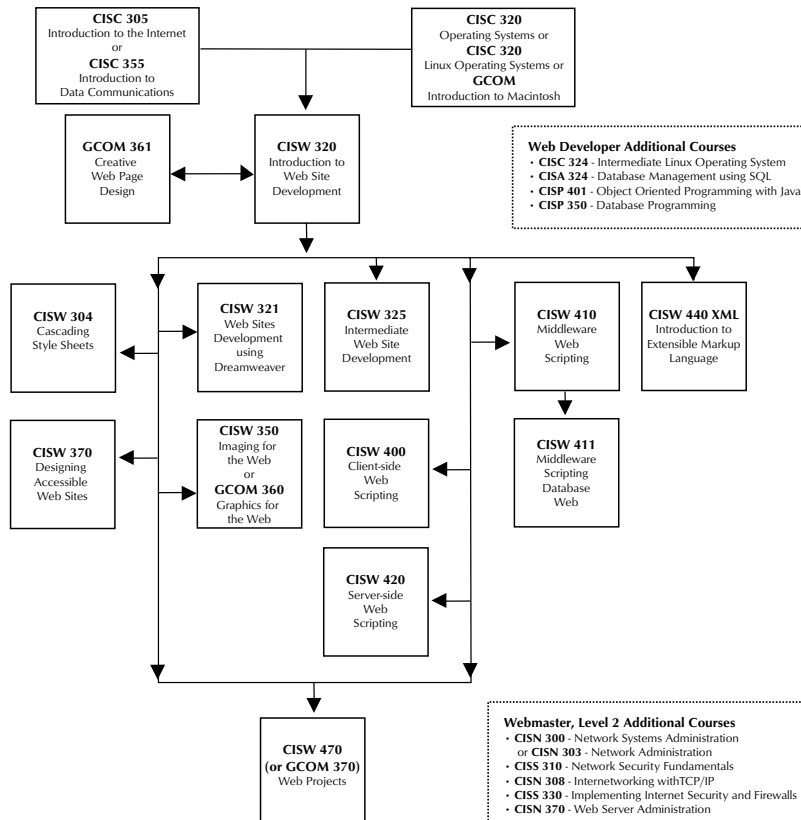 CISC 305
Introduction to the Internet
or
CISC 355
Introduction to
Data Communications
CISC 320
Operating Systems or
CISC 320
Linux Operating Systems or
GCOM
Introduction to Macintosh
GCOM 361
Creative
Web Page
Design
CISW 320
Introduction to
Web Site
Development
Web Developer Additional Courses
• CISC 324 - Intermediate Linux Operating System
• CISA 324 - Database Management using SQL
• CISP 401 - Object Oriented Programming with Java
• CISP 350 - Database Programming
CISW 304
Cascading
Style Sheets
CISW 321
Web Sites
Development
using
Dreamweaver
CISW 325
Intermediate
Web Site
Development
CISW 410
Middleware
Web
Scripting
CISW 440 XML
Introduction to
Extensible Markup
Language
CISW 370
Designing
Accessible
Web Sites
CISW 350
Imaging for
the Web
or
GCOM 360
Graphics for
the Web
CISW 400
Client-side
Web
Scripting
CISW 411
Middleware
Scripting
Database
Web
CISW 420
Server-side
Web
Scripting
CISW 470
(or GCOM 370)
Web Projects
Webmaster, Level 2 Additional Courses
• CISN 300 - Network Systems Administration
or CISN 303 - Network Administration
• CISS 310 - Network Security Fundamentals
• CISN 308 - Internetworking withTCP/IP
• CISS 330 - Implementing Internet Security and Firewalls
• CISN 370 - Web Server Administration